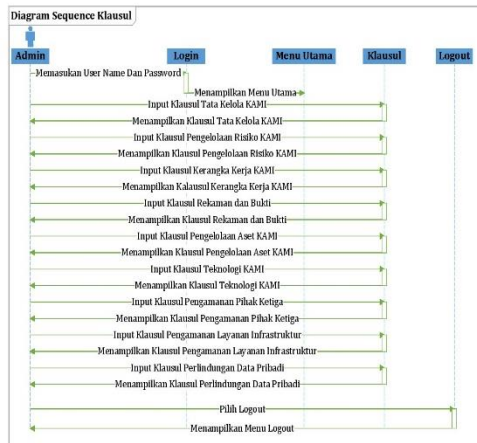 Diagram Sequence Klausul
Admin Login Menu Utama Klausul Logout
Memasukan User Name Dan Password
Menampilkan Menu Utama
Input Klausul Tata Kelola KAMI
Menampilkan Klausul Tata Kelola KAMI
Input Klausul Pengelolaan Risiko KAMI
Menampilkan Klausul Pengelolaan Risiko KAMI
Input Klausul Kerangka Kerja KAMI
Menampilkan Kalausul Kerangka Kerja KAMI
Input Klausul Rekaman dan Bukti
Menampilkan Klausul Rekaman dan Bukti
Input Klausul Pengelolaan Aset KAMI
Menampilkan Klausul Pengelolaan Aset KAMI
Input Klausul Teknologi KAMI
Menampilkan Klausul Teknologi KAMI
Input Klausul Pengamanan Pihak Ketiga
Menampilkan Klausul Pengamanan Pihak Ketiga
Input Klausul Pengamanan Layanan Infrastruktur
Menampilkan Klausul Pengamanan Layanan Infrastruktur
Input Klausul Perlindungan Data Pribadi
Menampilkan Klausul Perlindungan Data Pribadi
Pilih Logout
Menampilkan Menu Logout